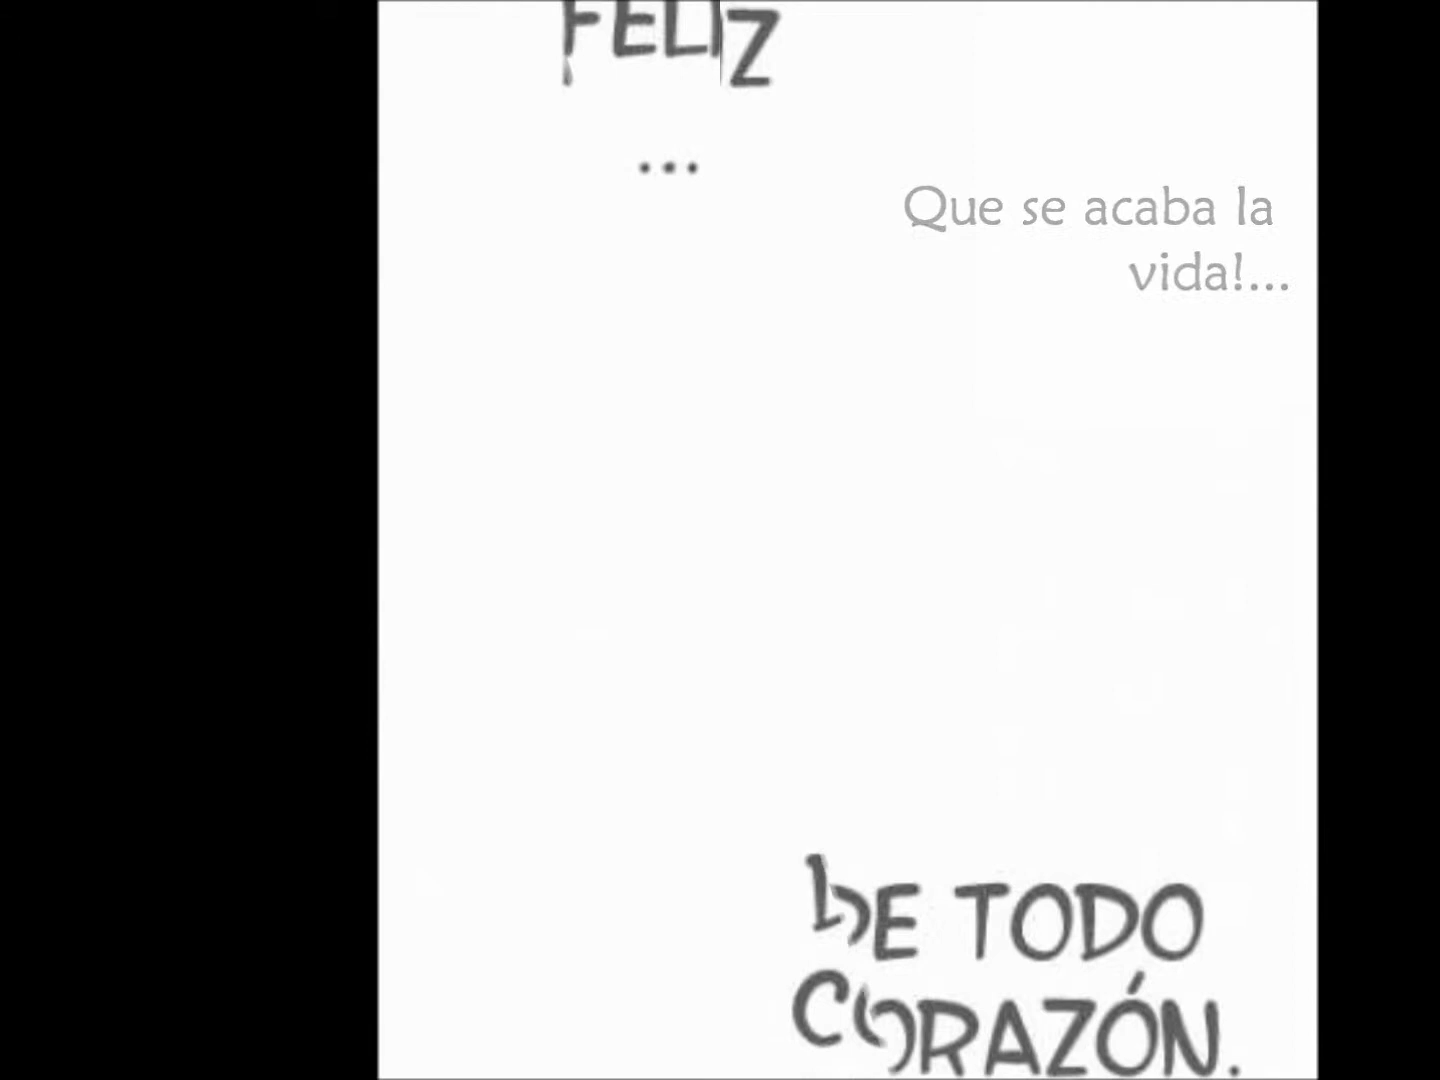 FELIZ
...
Que se acaba la
vida!...
DE TODO
CORAZÓN.